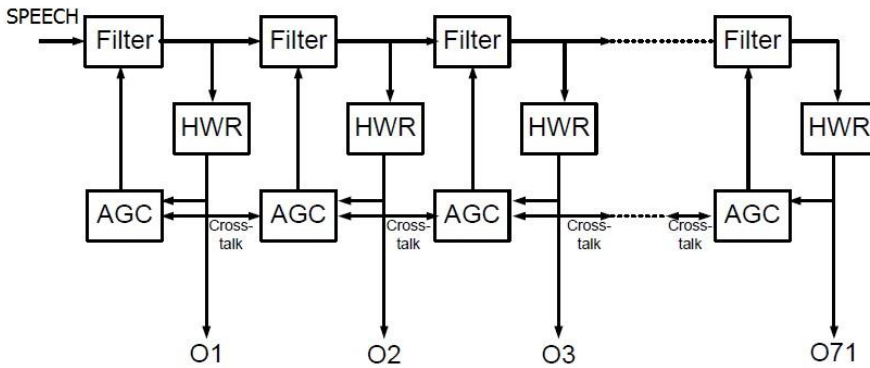 SPEECH
Filter Filter Filter Filter
HWR HWR HWR HWR
AGC AGC AGC AGC
Cross- Cross- Cross- Cross-
talk talk talk talk
O1 O2 O3 O71